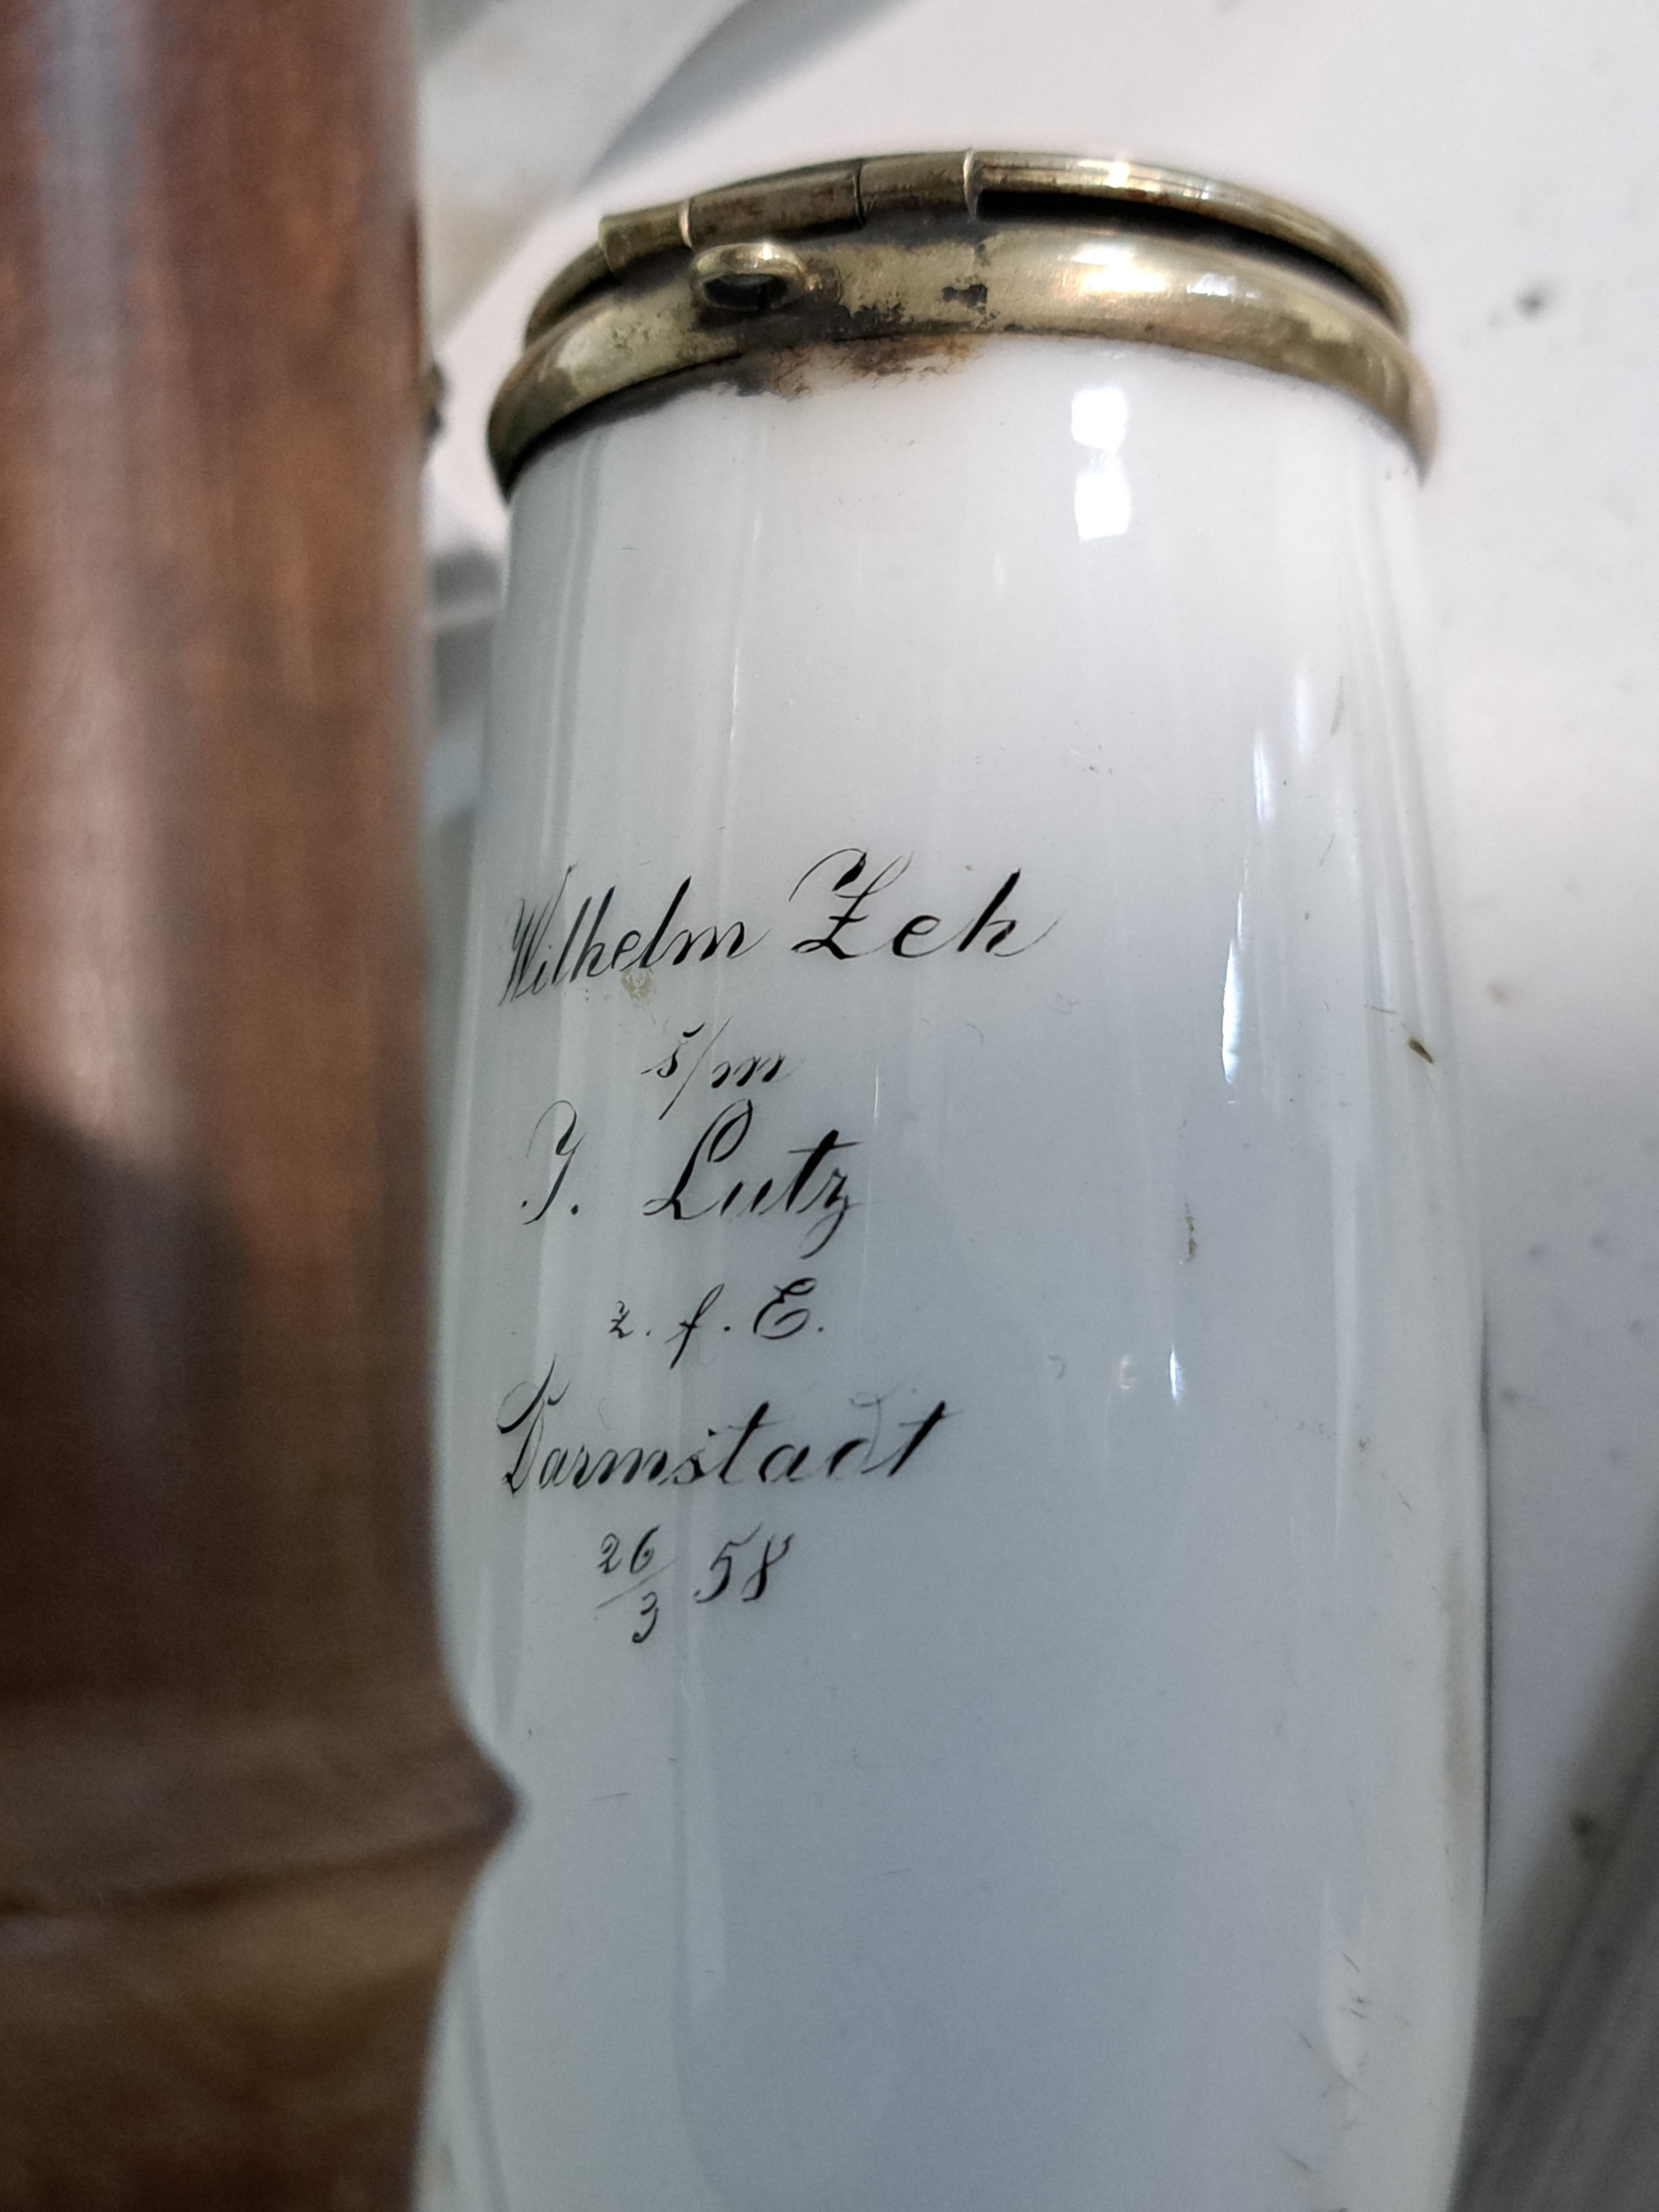 Wilhelm Zeh
s/m
J. Lutz
z. f. E.
Darmstadt
26/3 58